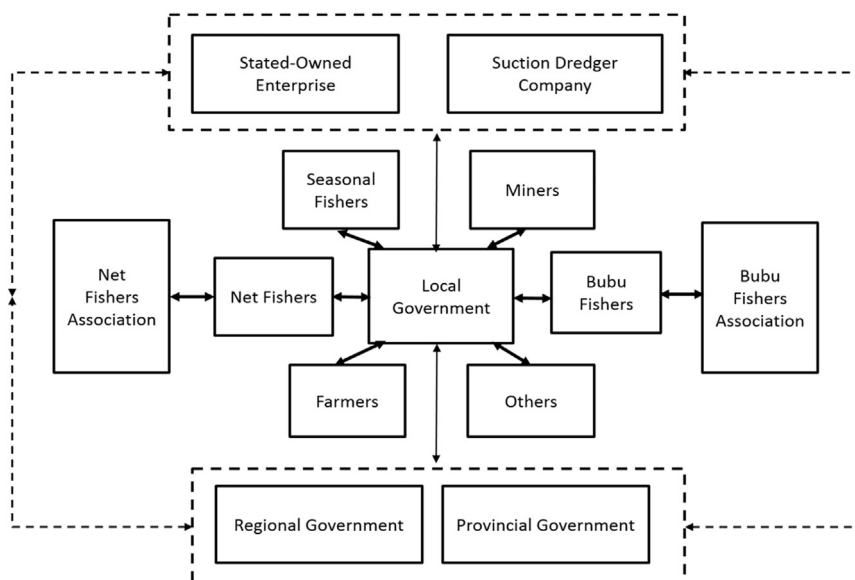 Stated-Owned
Enterprise
Suction Dredger
Company
Seasonal
Fishers
Miners
Net
Fishers
Association
Net Fishers
Local
Government
Bubu
Fishers
Bubu
Fishers
Association
Farmers
Others
Regional Government
Provincial Government